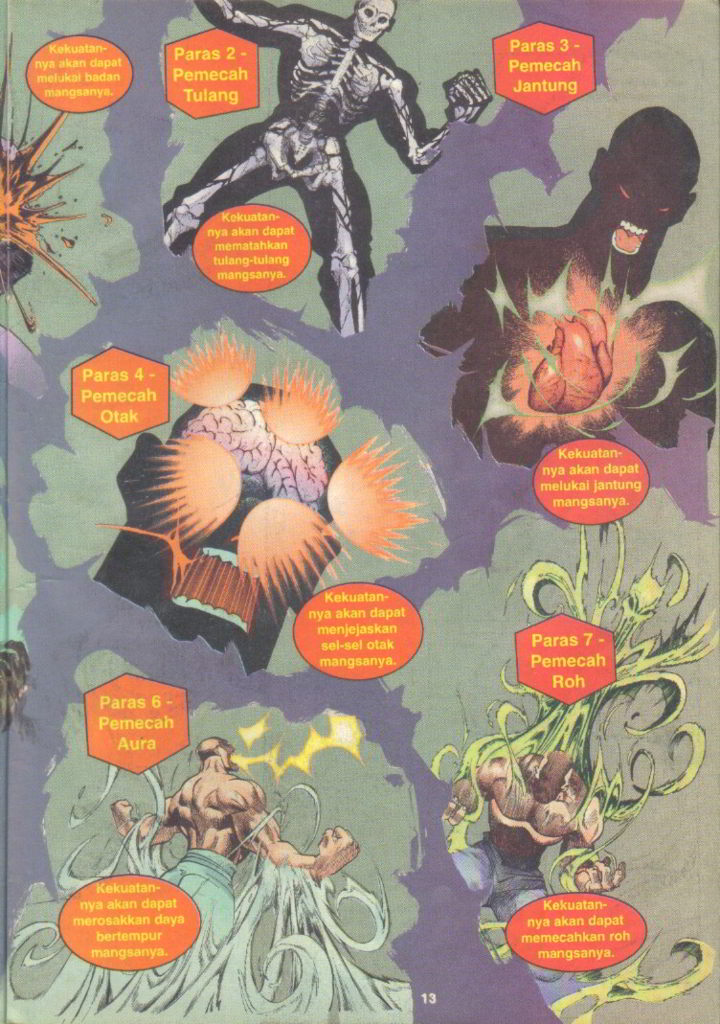 Kekuatan-
nya akan dapat
melukai badan
mangsanya.
Paras 2 -
Pemecah
Tulang
Kekuatan-
nya akan dapat
mematahkan
tulang-tulang
mangsanya.
Paras 3 -
Pemecah
Jantung
Kekuatan-
nya akan dapat
melukai jantung
mangsanya.
Paras 4 -
Pemecah
Otak
Kekuatan-
nya akan dapat
menjejaskan
sel-sel otak
mangsanya.
Paras 6 -
Pemecah
Aura
Kekuatan-
nya akan dapat
merosakkan daya
bertempur
mangsanya.
Paras 7 -
Pemecah
Roh
Kekuatan-
nya akan dapat
memecahkan roh
mangsanya.
13